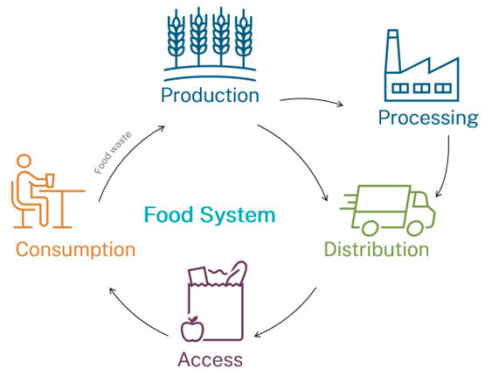 Production
Processing
Food waste
Food System
Consumption
Distribution
Access